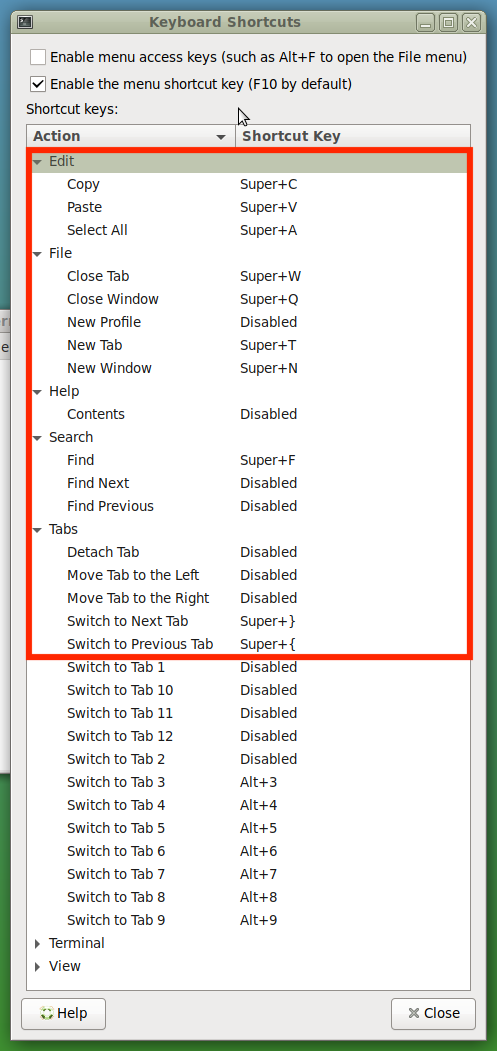 Keyboard Shortcuts
Enable menu access keys (such as Alt+F to open the File menu)
Enable the menu shortcut key (F10 by default)
Shortcut keys:
Action Shortcut Key
Edit
Copy Super+C
Paste Super+V
Select All Super+A
File
Close Tab Super+W
Close Window Super+Q
New Profile Disabled
New Tab Super+T
New Window Super+N
Help
Contents Disabled
Search
Find Super+F
Find Next Disabled
Find Previous Disabled
Tabs
Detach Tab Disabled
Move Tab to the Left Disabled
Move Tab to the Right Disabled
Switch to Next Tab Super+}
Switch to Previous Tab Super+{
Switch to Tab 1 Disabled
Switch to Tab 10 Disabled
Switch to Tab 11 Disabled
Switch to Tab 12 Disabled
Switch to Tab 2 Disabled
Switch to Tab 3 Alt+3
Switch to Tab 4 Alt+4
Switch to Tab 5 Alt+5
Switch to Tab 6 Alt+6
Switch to Tab 7 Alt+7
Switch to Tab 8 Alt+8
Switch to Tab 9 Alt+9
Terminal
View
Help Close